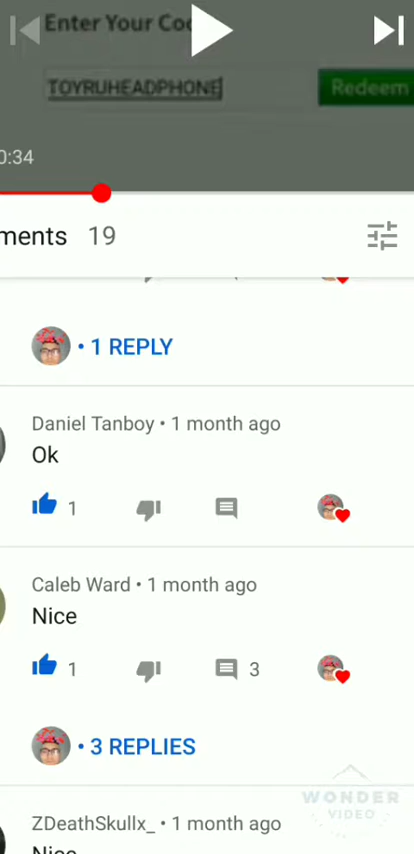 Enter Your Co
TOYRUHEADPHONE
Redeem
0:34
ments 19
• 1 REPLY
Daniel Tanboy • 1 month ago
Ok
1
Caleb Ward • 1 month ago
Nice
1 3
• 3 REPLIES
WONDER
VIDEO
ZDeathSkullx_ • 1 month ago
Nice